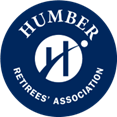 HUMBER
H
RETIREES' ASSOCIATION